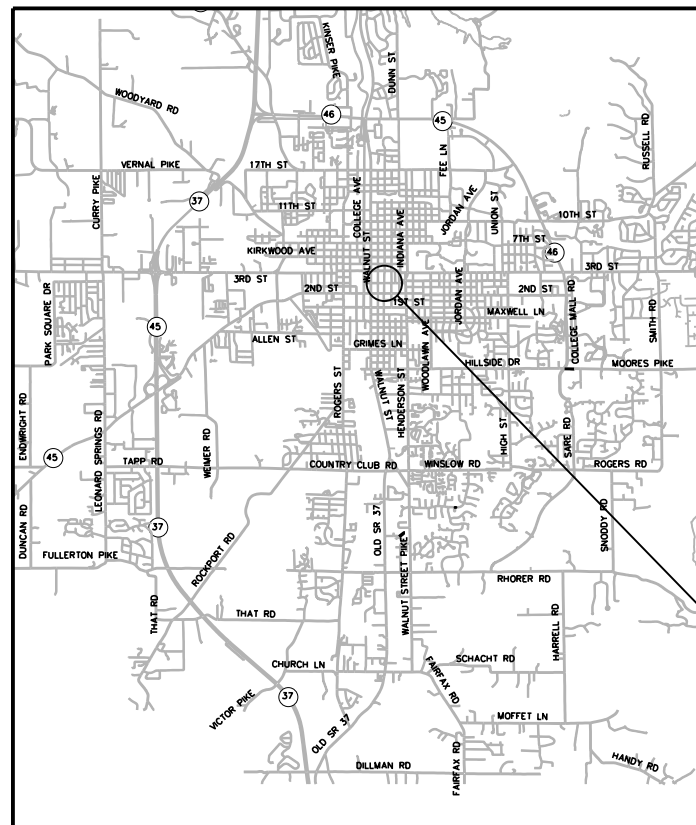 KINSER PIKE
DUNN ST
WOODYARD RD
46
45
RUSSELL RD
FEE LN
VERNAL PIKE
17TH ST
CURRY PIKE
37
COLLEGE AVE
11TH ST
JORDAN AVE
UNION ST
10TH ST
INDIANA AVE
WALNUT ST
7TH ST
KIRKWOOD AVE
46
3RD ST
3RD ST
2ND ST
2ND ST
1ST ST
JORDAN AVE
MAXWELL LN
COLLEGE MALL RD
SMITH RD
PARK SQUARE DR
45
ALLEN ST
GRIMES LN
WOODLAWN AVE
HILLSIDE DR
MOORES PIKE
WALNUT ST
HENDERSON ST
ROGERS ST
ENDWRIGHT RD
LEONARD SPRINGS RD
WEIMER RD
HIGH ST
SARE RD
45
TAPP RD
COUNTRY CLUB RD
WINSLOW RD
ROGERS RD
DUNCAN RD
37
OLD SR 37
SNODDY RD
FULLERTON PIKE
ROCKPORT RD
WALNUT STREET PIKE
RHORER RD
THAT RD
THAT RD
HARRELL RD
CHURCH LN
SCHACHT RD
FAIRFAX RD
VICTOR PIKE
37
OLD SR 37
MOFFET LN
FAIRFAX RD
HANDY RD
DILLMAN RD